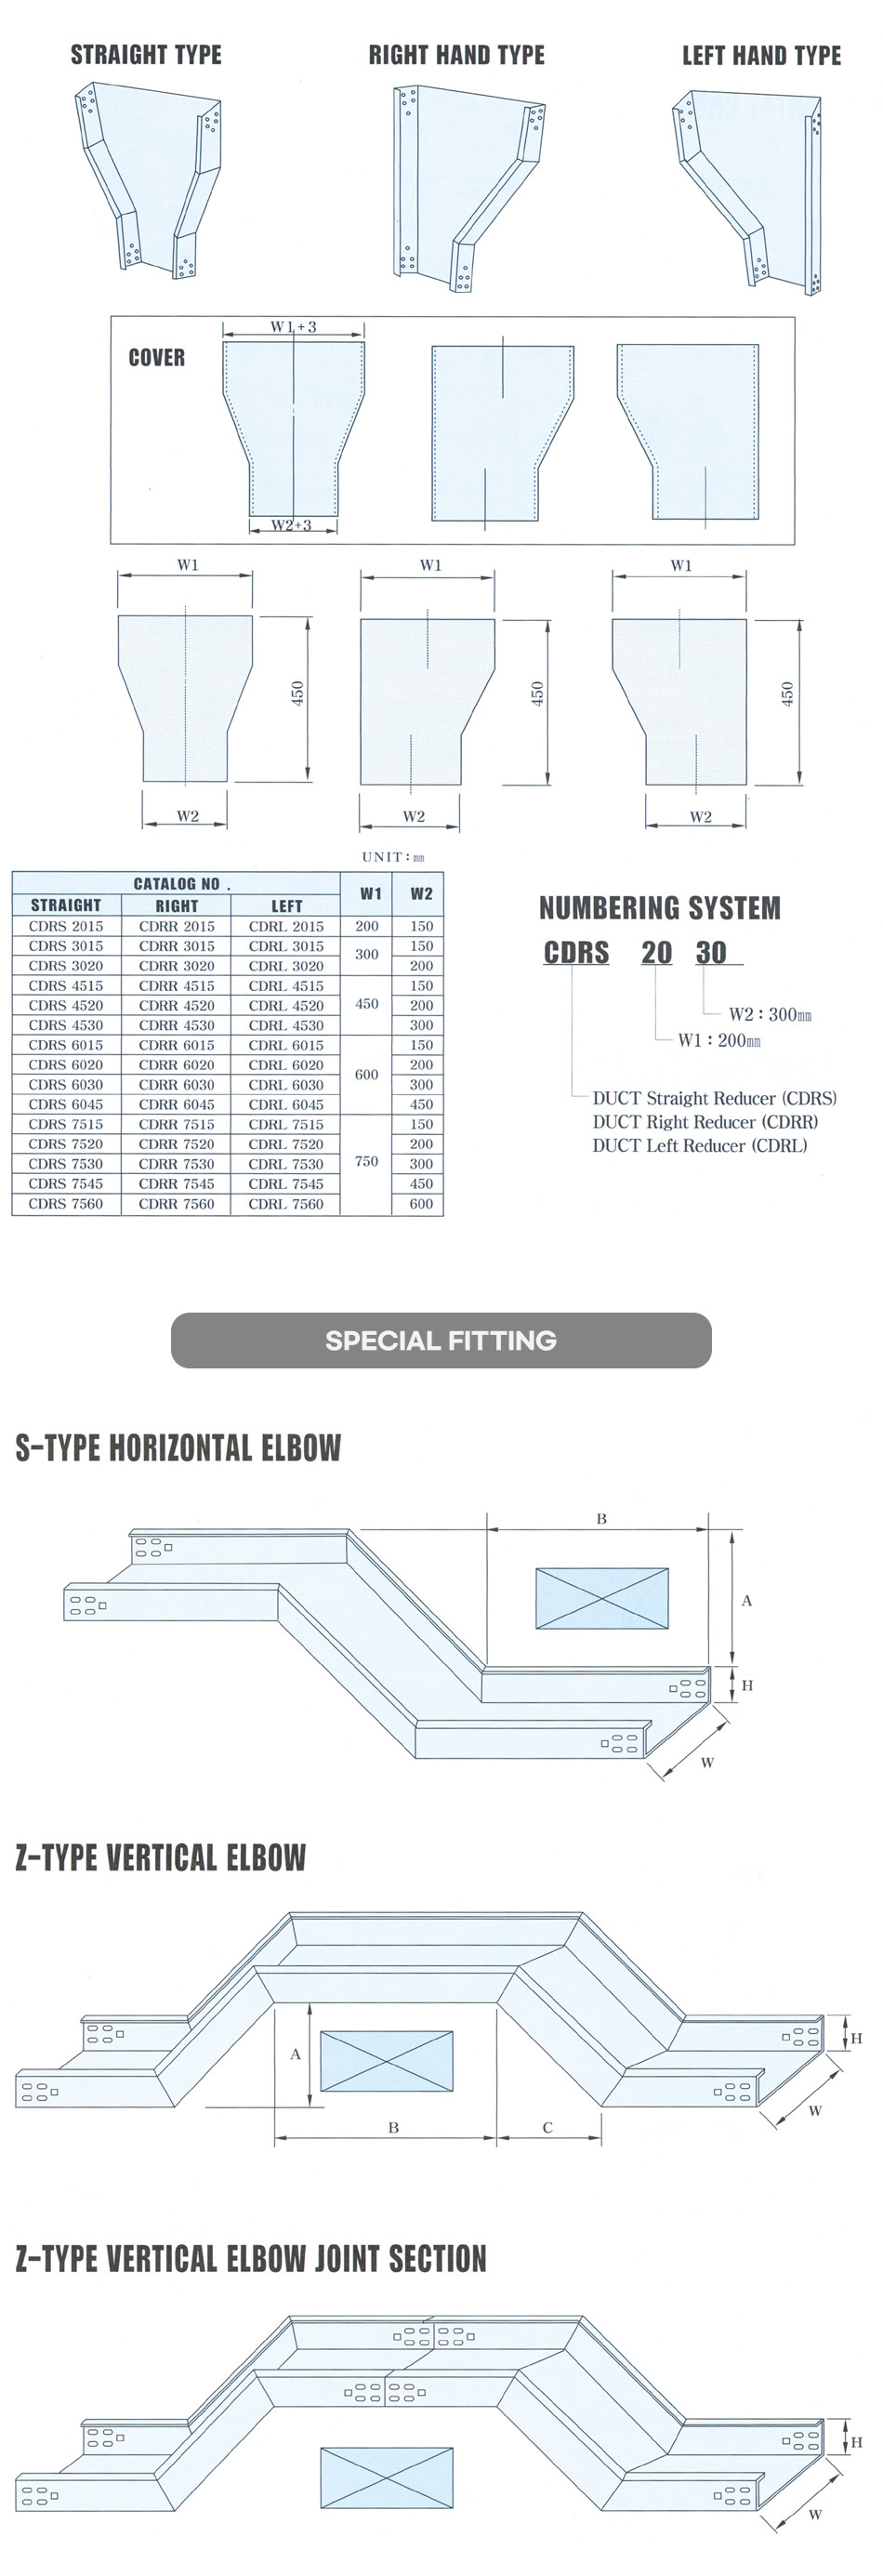 STRAIGHT TYPE
RIGHT HAND TYPE
LEFT HAND TYPE
COVER
W1+3
W2+3
W1
W1
W1
450
450
450
W2
W2
W2
UNIT : ㎜
CATALOG NO . W1 W2
STRAIGHT RIGHT LEFT
CDRS 2015 CDRR 2015 CDRL 2015 200 150
CDRS 3015 CDRR 3015 CDRL 3015 300 150
CDRS 3020 CDRR 3020 CDRL 3020 200
CDRS 4515 CDRR 4515 CDRL 4515 450 150
CDRS 4520 CDRR 4520 CDRL 4520 200
CDRS 4530 CDRR 4530 CDRL 4530 300
CDRS 6015 CDRR 6015 CDRL 6015 600 150
CDRS 6020 CDRR 6020 CDRL 6020 200
CDRS 6030 CDRR 6030 CDRL 6030 300
CDRS 6045 CDRR 6045 CDRL 6045 450
CDRS 7515 CDRR 7515 CDRL 7515 750 150
CDRS 7520 CDRR 7520 CDRL 7520 200
CDRS 7530 CDRR 7530 CDRL 7530 300
CDRS 7545 CDRR 7545 CDRL 7545 450
CDRS 7560 CDRR 7560 CDRL 7560 600
NUMBERING SYSTEM
CDRS 20 30
W2 : 300㎜
W1 : 200㎜
DUCT Straight Reducer (CDRS)
DUCT Right Reducer (CDRR)
DUCT Left Reducer (CDRL)
SPECIAL FITTING
S-TYPE HORIZONTAL ELBOW
B
A
H
W
Z-TYPE VERTICAL ELBOW
H
A
W
B
C
Z-TYPE VERTICAL ELBOW JOINT SECTION
H
W